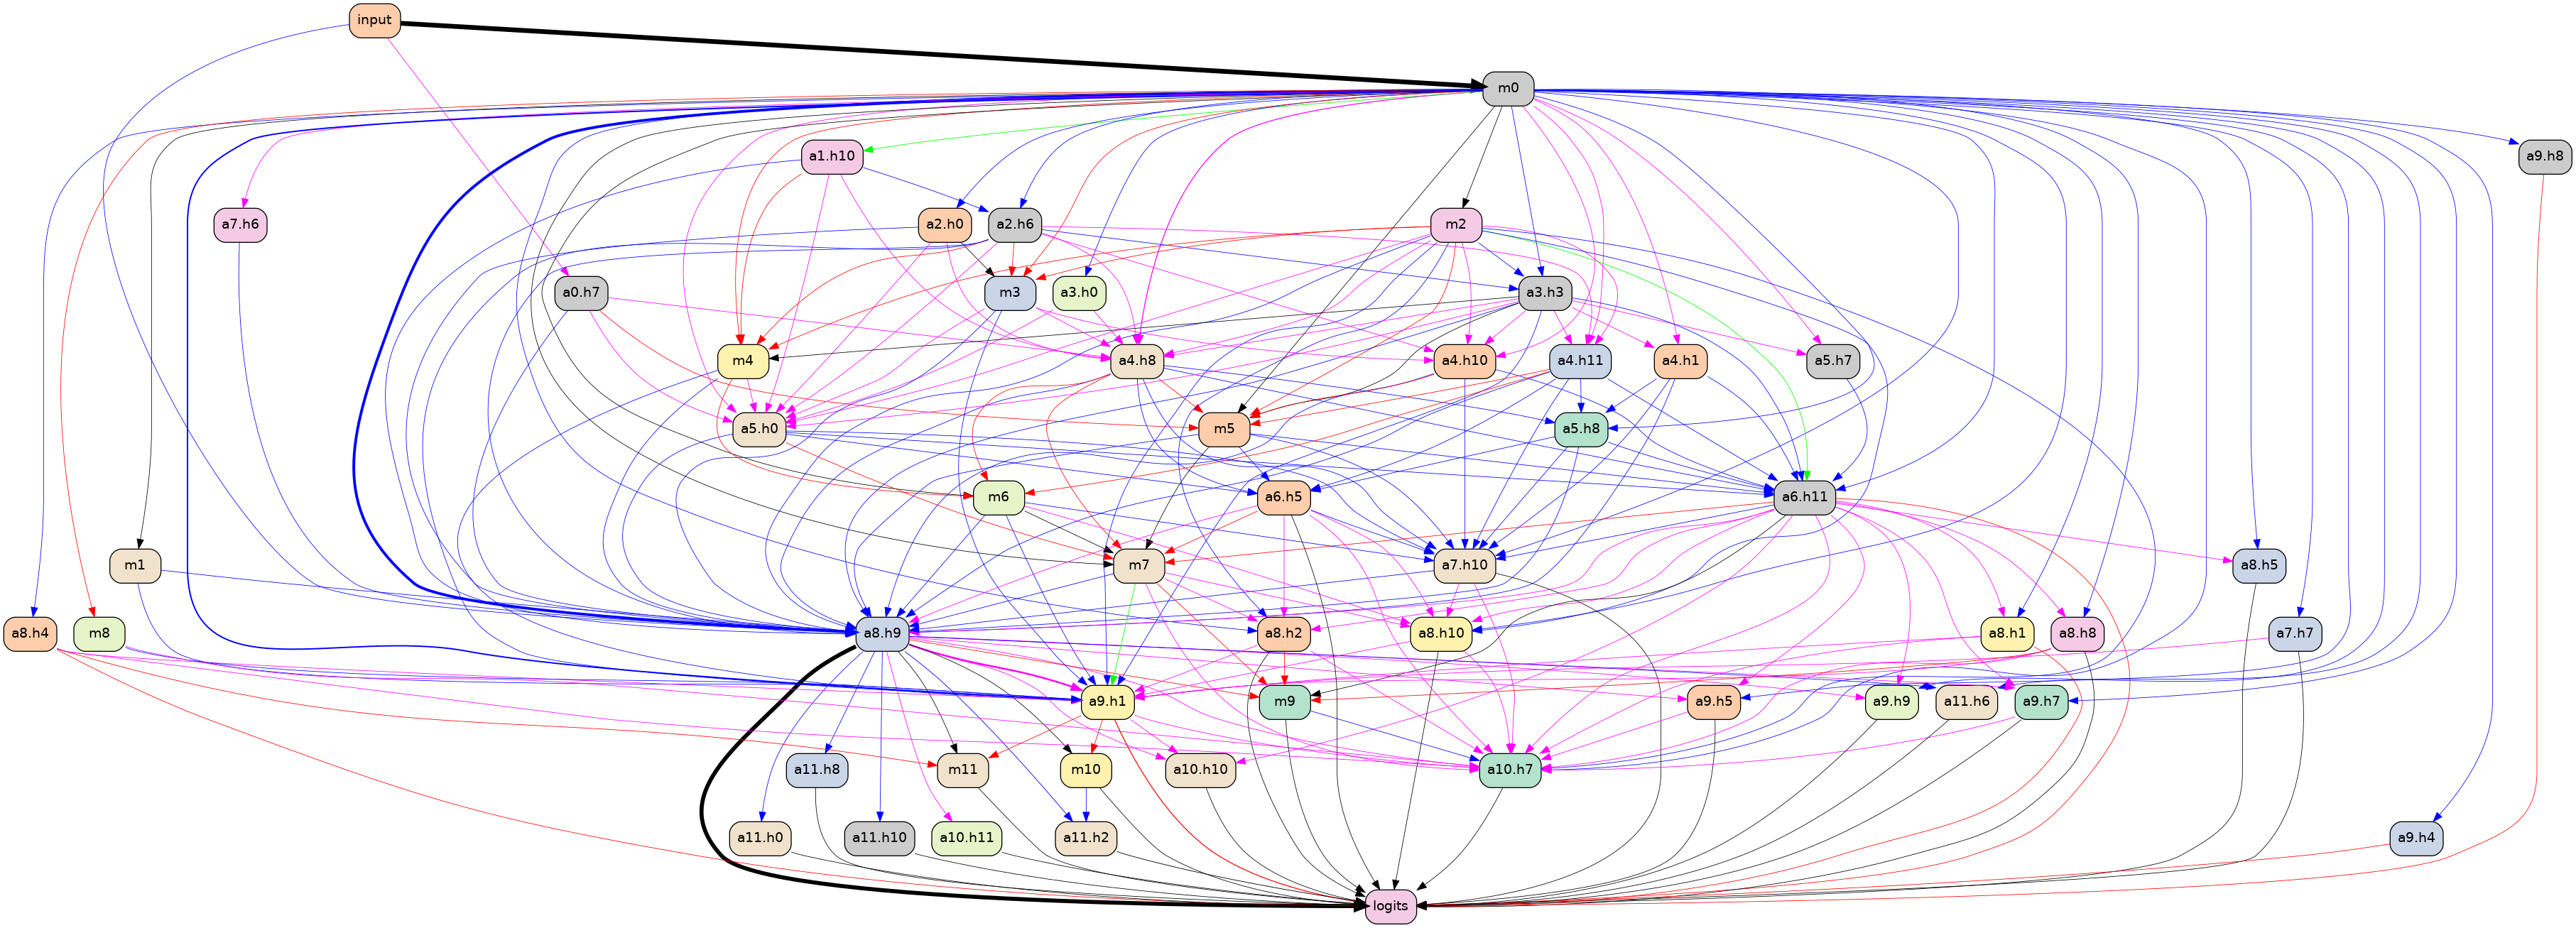 input
m0
a1.h10 a9.h8
a7.h6 a2.h0 a2.h6 m2
a0.h7 m3 a3.h0 a3.h3
m4 a4.h8 a4.h10 a4.h11 a4.h1 a5.h7
a5.h0 m5 a5.h8
m6 a6.h5 a6.h11
m1 m7 a7.h10 a8.h5
a8.h4 m8 a8.h9 a8.h2 a8.h10 a8.h1 a8.h8 a7.h7
a9.h1 m9 a9.h5 a9.h9 a11.h6 a9.h7
a11.h8 m11 m10 a10.h10 a10.h7
a11.h0 a11.h10 a10.h11 a11.h2 a9.h4
logits